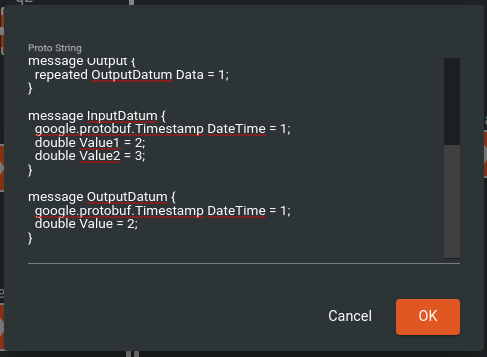 Proto String
message Output {
  repeated OutputDatum Data = 1;
}

message InputDatum {
  google.protobuf.Timestamp DateTime = 1;
  double Value1 = 2;
  double Value2 = 3;
}

message OutputDatum {
  google.protobuf.Timestamp DateTime = 1;
  double Value = 2;
}
Cancel OK